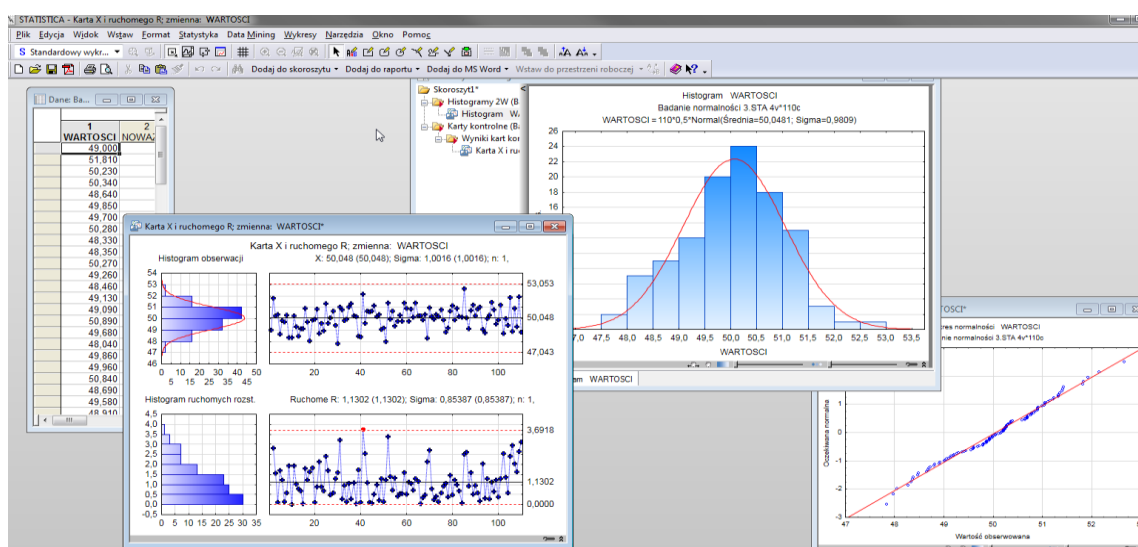 STATISTICA - Karta X i ruchomego R; zmienna: WARTOSCI
Plik Edycja Widok Wstaw Format Statystyka Data Mining Wykresy Narzędzia Okno Pomoc
Standardowy wykr...
Dodaj do skoroszytu Dodaj do raportu Dodaj do MS Word Wstaw do przestrzeni roboczej
Dane: Ba...
1 2
WARTOSCI NOWA
49,000
51,810
50,230
50,340
48,640
49,850
49,700
50,280
48,330
48,350
50,270
49,260
48,460
49,130
49,090
50,890
49,680
48,040
49,860
49,960
50,840
48,690
49,580
48,910
Skoroszyt1*
Histogramy 2W (B
Histogram W
Karty kontrolne (B
Wyniki kart kon
Karta X i ru
Histogram WARTOSCI
Badanie normalności 3.STA 4v*110c
WARTOSCI = 110*0,5*Normal(Średnia=50,0481; Sigma=0,9809)
26
24
22
20
18
16
7,0 47,5 48,0 48,5 49,0 49,5 50,0 50,5 51,0 51,5 52,0 52,5 53,0 53,5
WARTOSCI
am WARTOSCI
Karta X i ruchomego R; zmienna: WARTOSCI*
Karta X i ruchomego R; zmienna: WARTOSCI
Histogram obserwacji
X: 50,048 (50,048); Sigma: 1,0016 (1,0016); n: 1,
54
53
52
51
50
49
48
47
46
0 5 10 15 20 25 30 35 40 45 50
20 40 60 80 100
53,053
50,048
47,043
Histogram ruchomych rozst.
Ruchome R: 1,1302 (1,1302); Sigma: 0,85387 (0,85387); n: 1,
4,5
4,0
3,5
3,0
2,5
2,0
1,5
1,0
0,5
0,0
-0,5
0 5 10 15 20 25 30 35
20 40 60 80 100
3,6918
1,1302
0,0000
TOSCI*
res normalności WARTOSCI
nie normalności 3.STA 4v*110c
Oczekiwana normalna
1
0
-1
-2
-3
47 48 49 50 51 52
Wartość obserwowana